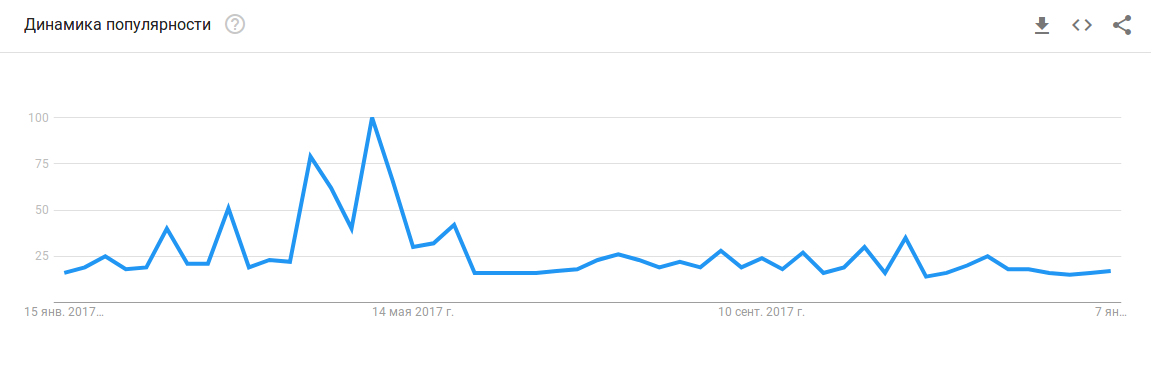 Динамика популярности
100
75
50
25
15 янв. 2017…
14 мая 2017 г.
10 сент. 2017 г.
7 ян…